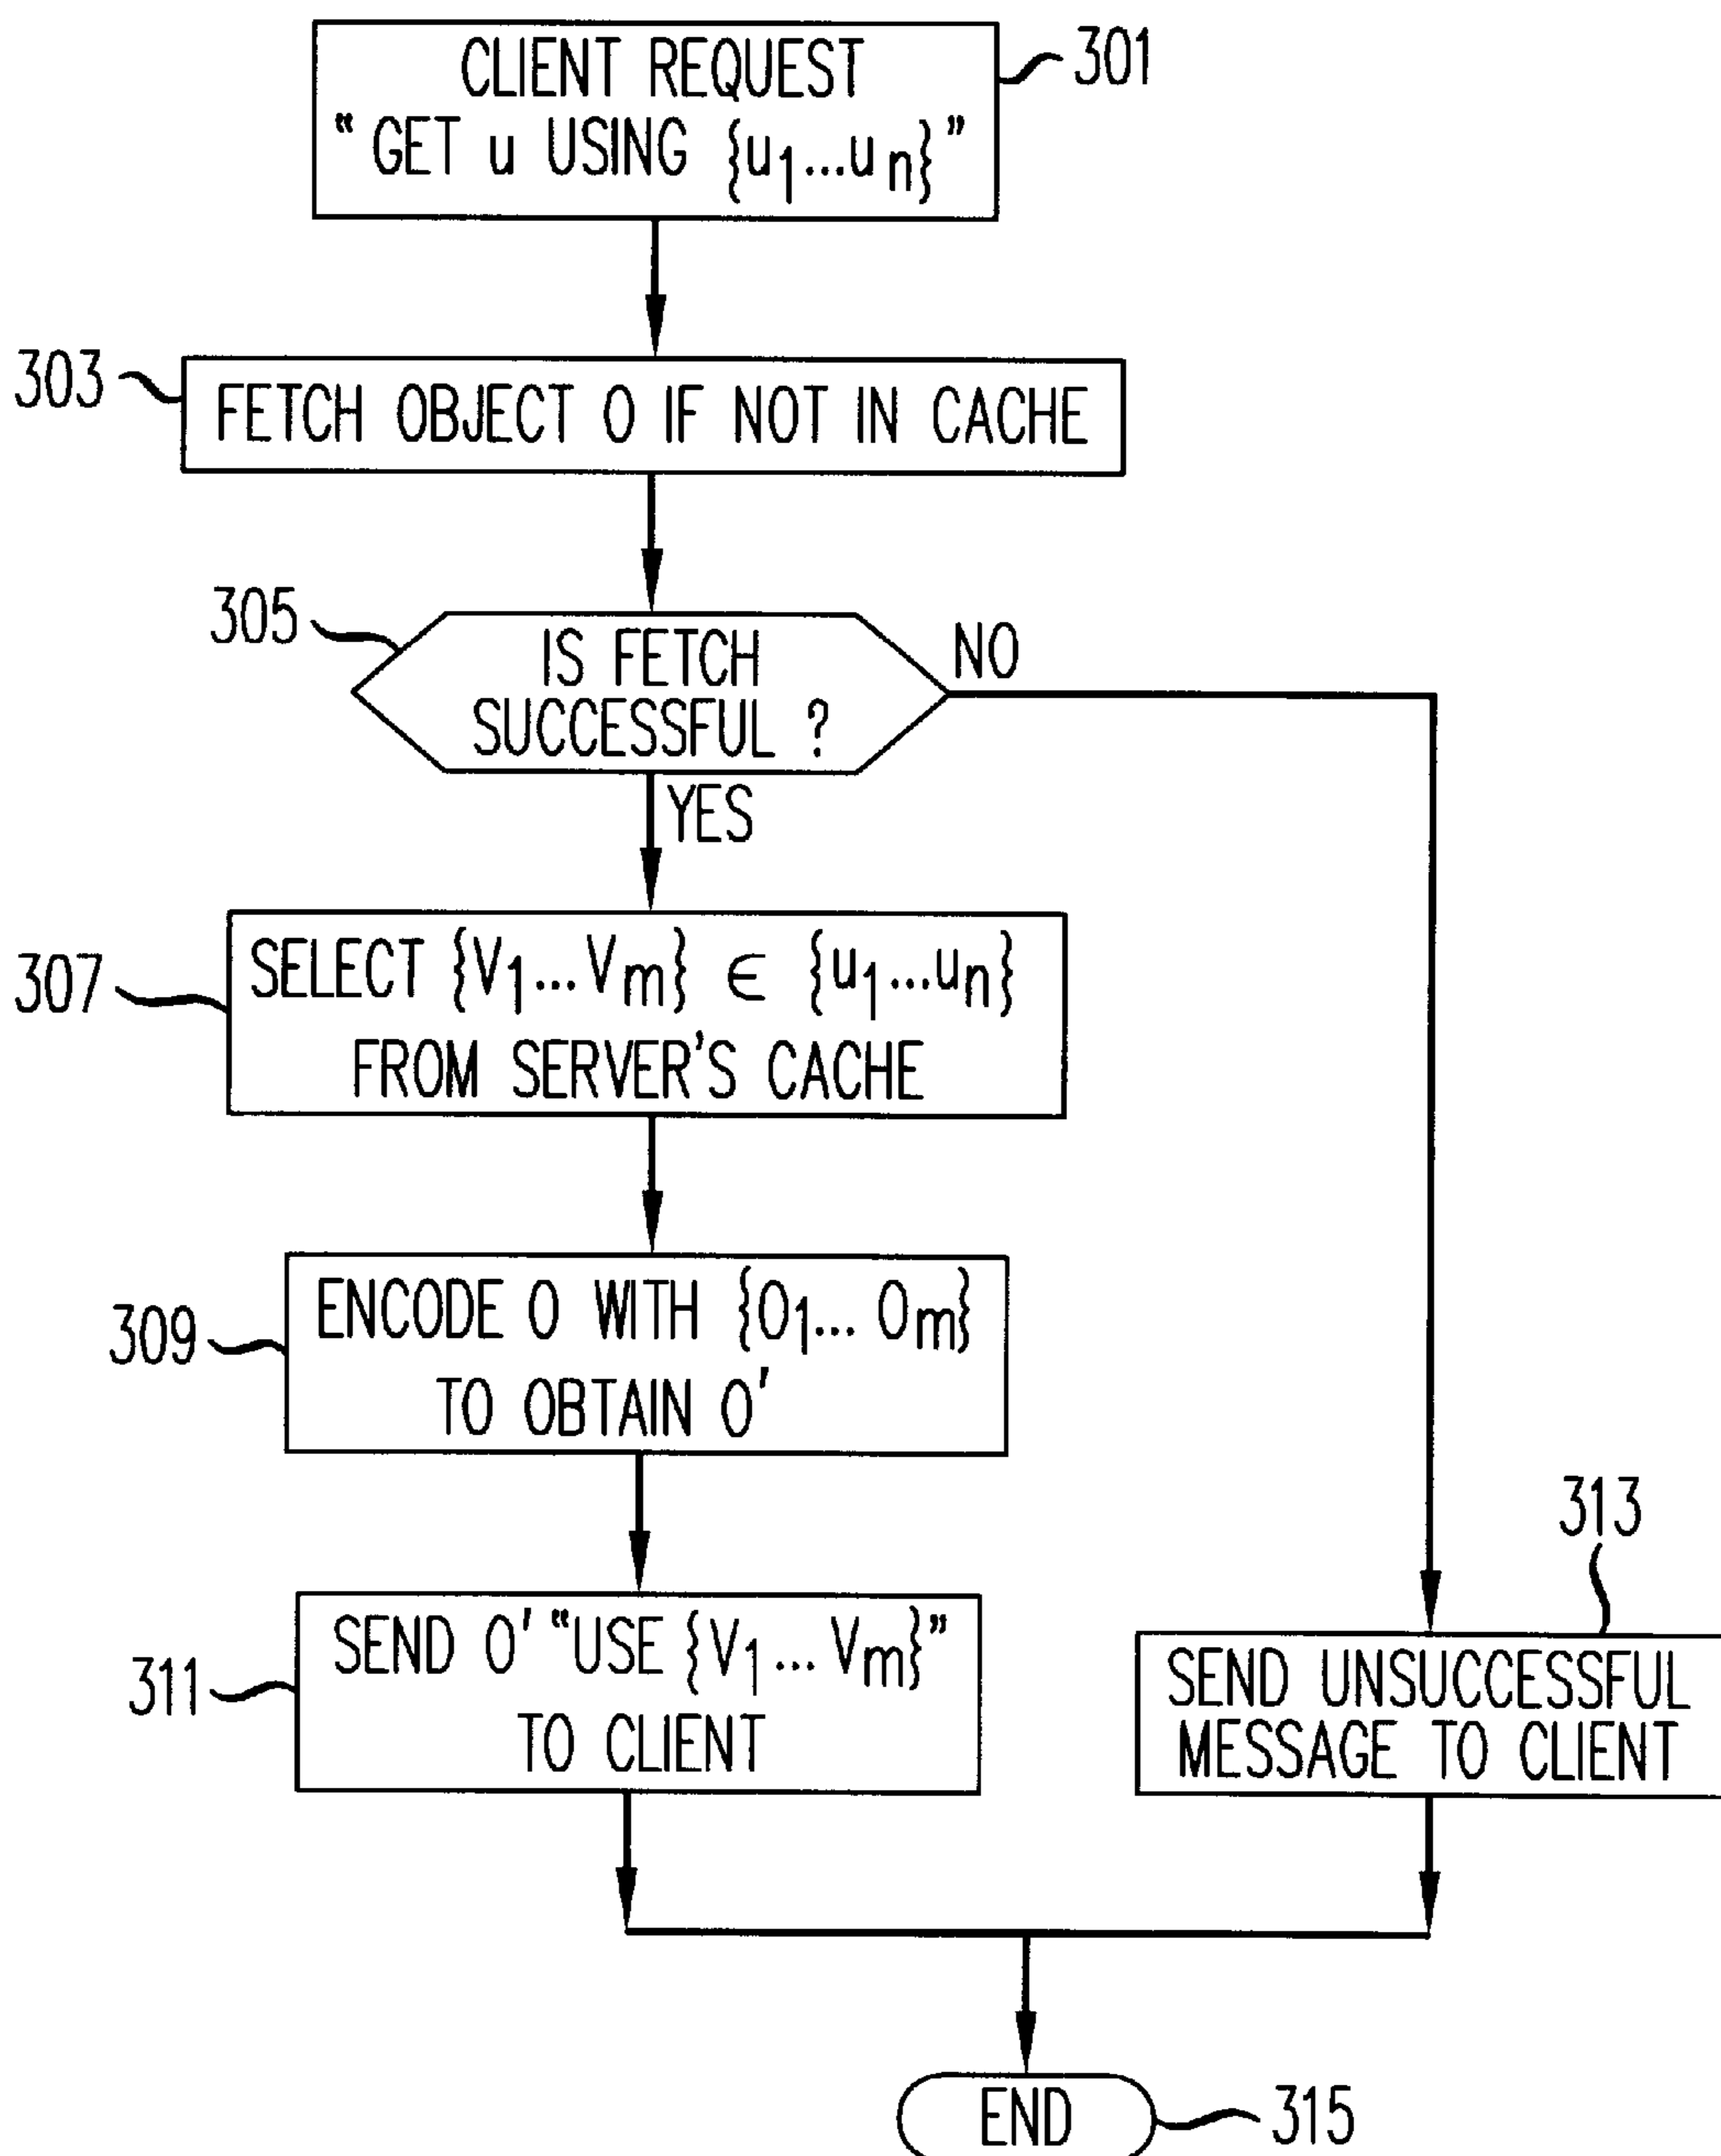 CLIENT REQUEST
“ GET u USING {u1...un}”
301
303
FETCH OBJECT O IF NOT IN CACHE
305
IS FETCH
SUCCESSFUL ?
NO
YES
307
SELECT {V1...Vm} ∈ {u1...un}
FROM SERVER'S CACHE
309
ENCODE O WITH {O1... Om}
TO OBTAIN O'
311
SEND O' “USE {V1... Vm}”
TO CLIENT
313
SEND UNSUCCESSFUL
MESSAGE TO CLIENT
END
315